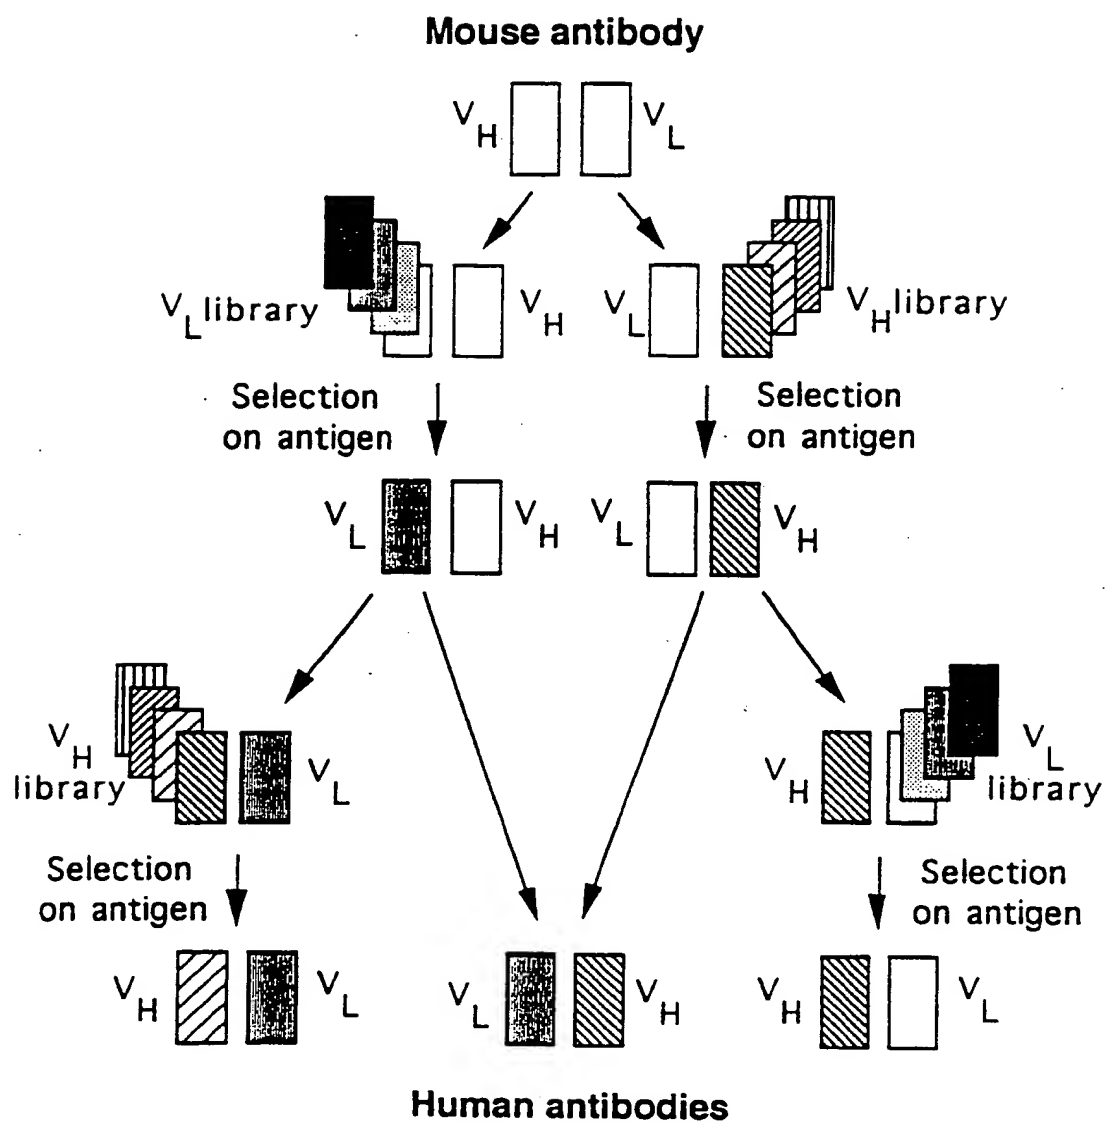 Mouse antibody
VH VL
VL library VH VL VH library
Selection on antigen Selection on antigen
VL VH VL VH
VH library VL VH VL library
Selection on antigen Selection on antigen
VH VL VL VH VH VL
Human antibodies